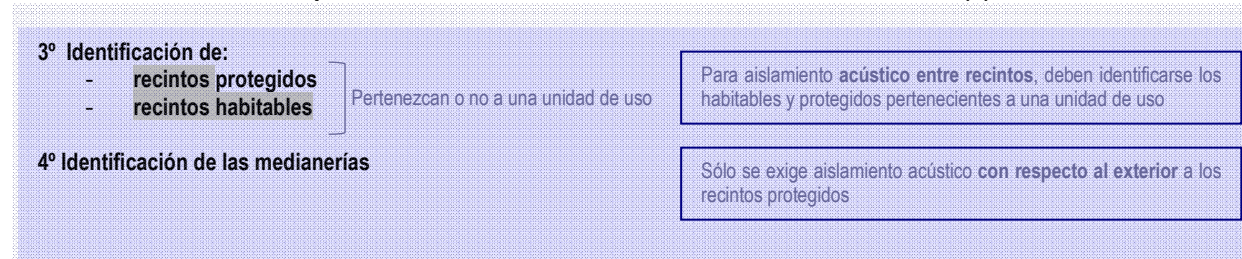 3º Identificación de:
- recintos protegidos
- recintos habitables
Pertenezcan o no a una unidad de uso
Para aislamiento acústico entre recintos, deben identificarse los
habitables y protegidos pertenecientes a una unidad de uso
4º Identificación de las medianerías
Sólo se exige aislamiento acústico con respecto al exterior a los
recintos protegidos